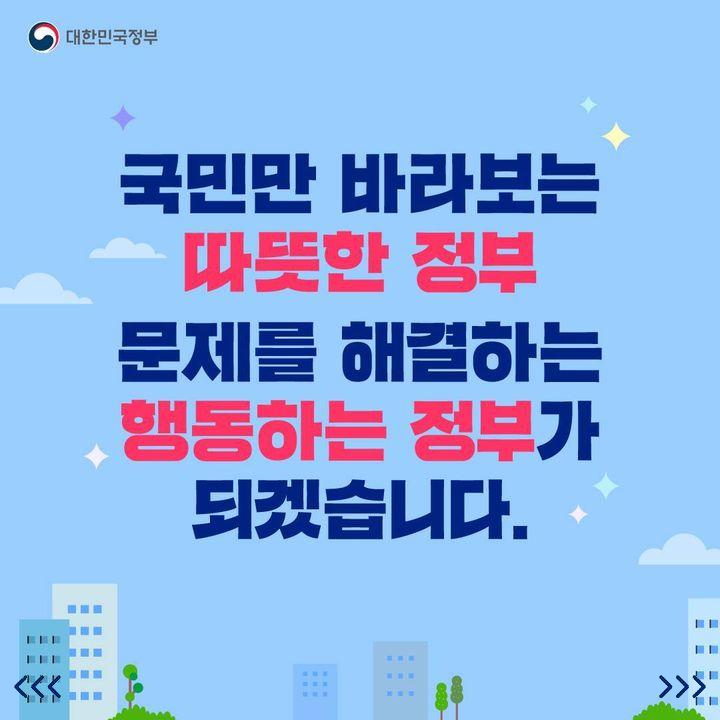 대한민국정부
국민만 바라보는
따뜻한 정부
문제를 해결하는
행동하는 정부가
되겠습니다.